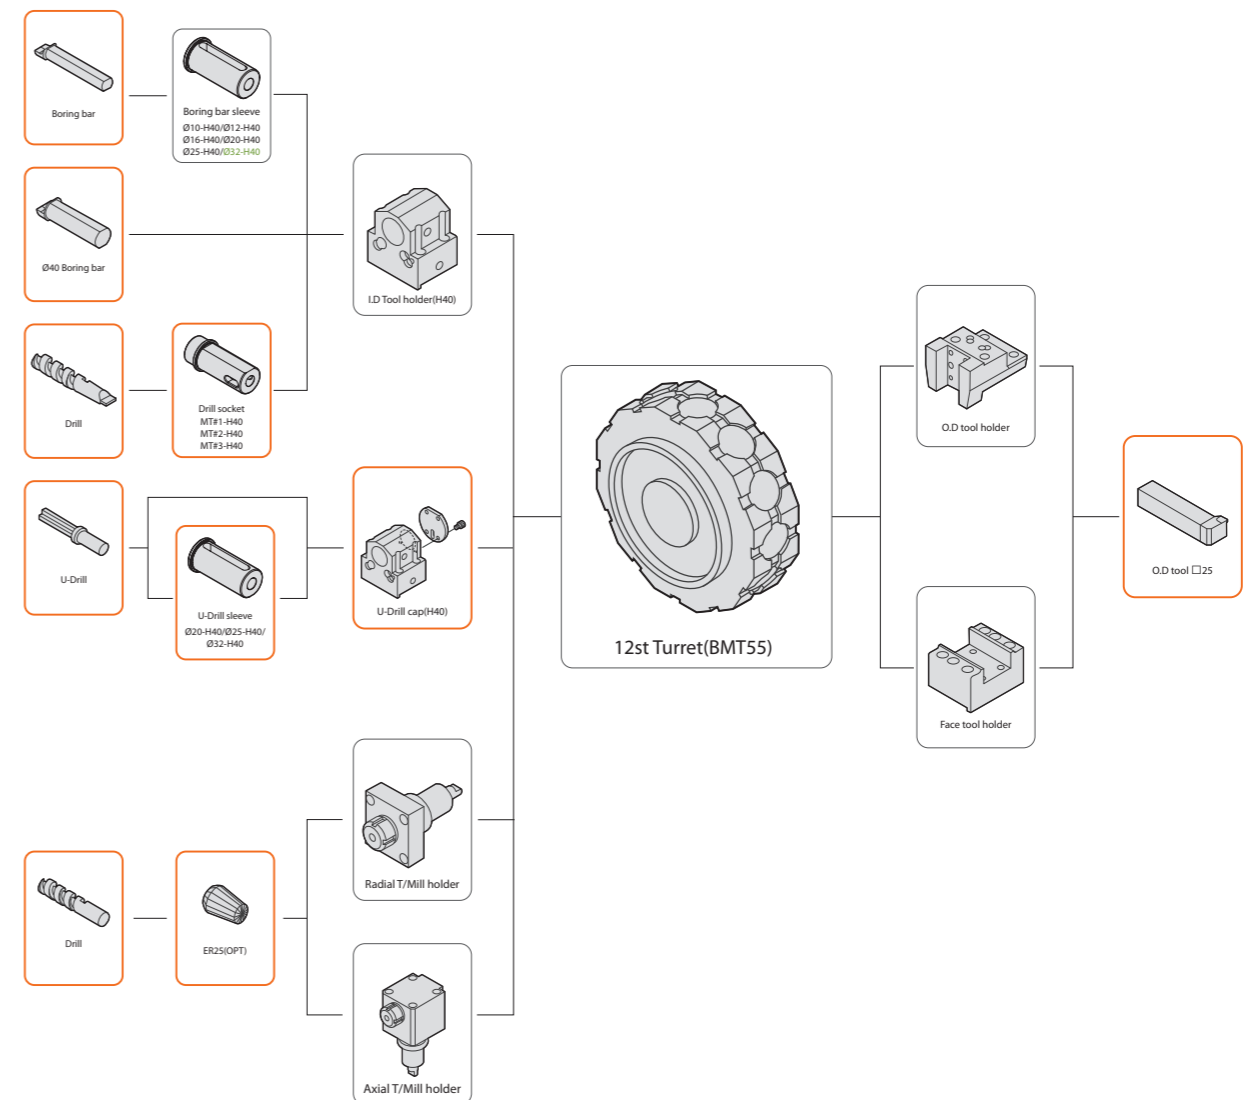 Boring bar
Boring bar sleeve
Ø10-H40/Ø12-H40
Ø16-H40/Ø20-H40
Ø25-H40/Ø32-H40
Ø40 Boring bar
I.D Tool holder(H40)
Drill
Drill socket
MT#1-H40
MT#2-H40
MT#3-H40
U-Drill
U-Drill sleeve
Ø20-H40/Ø25-H40/
Ø32-H40
U-Drill cap(H40)
12st Turret(BMT55)
O.D tool holder
O.D tool □25
Face tool holder
Radial T/Mill holder
Drill
ER25(OPT)
Axial T/Mill holder